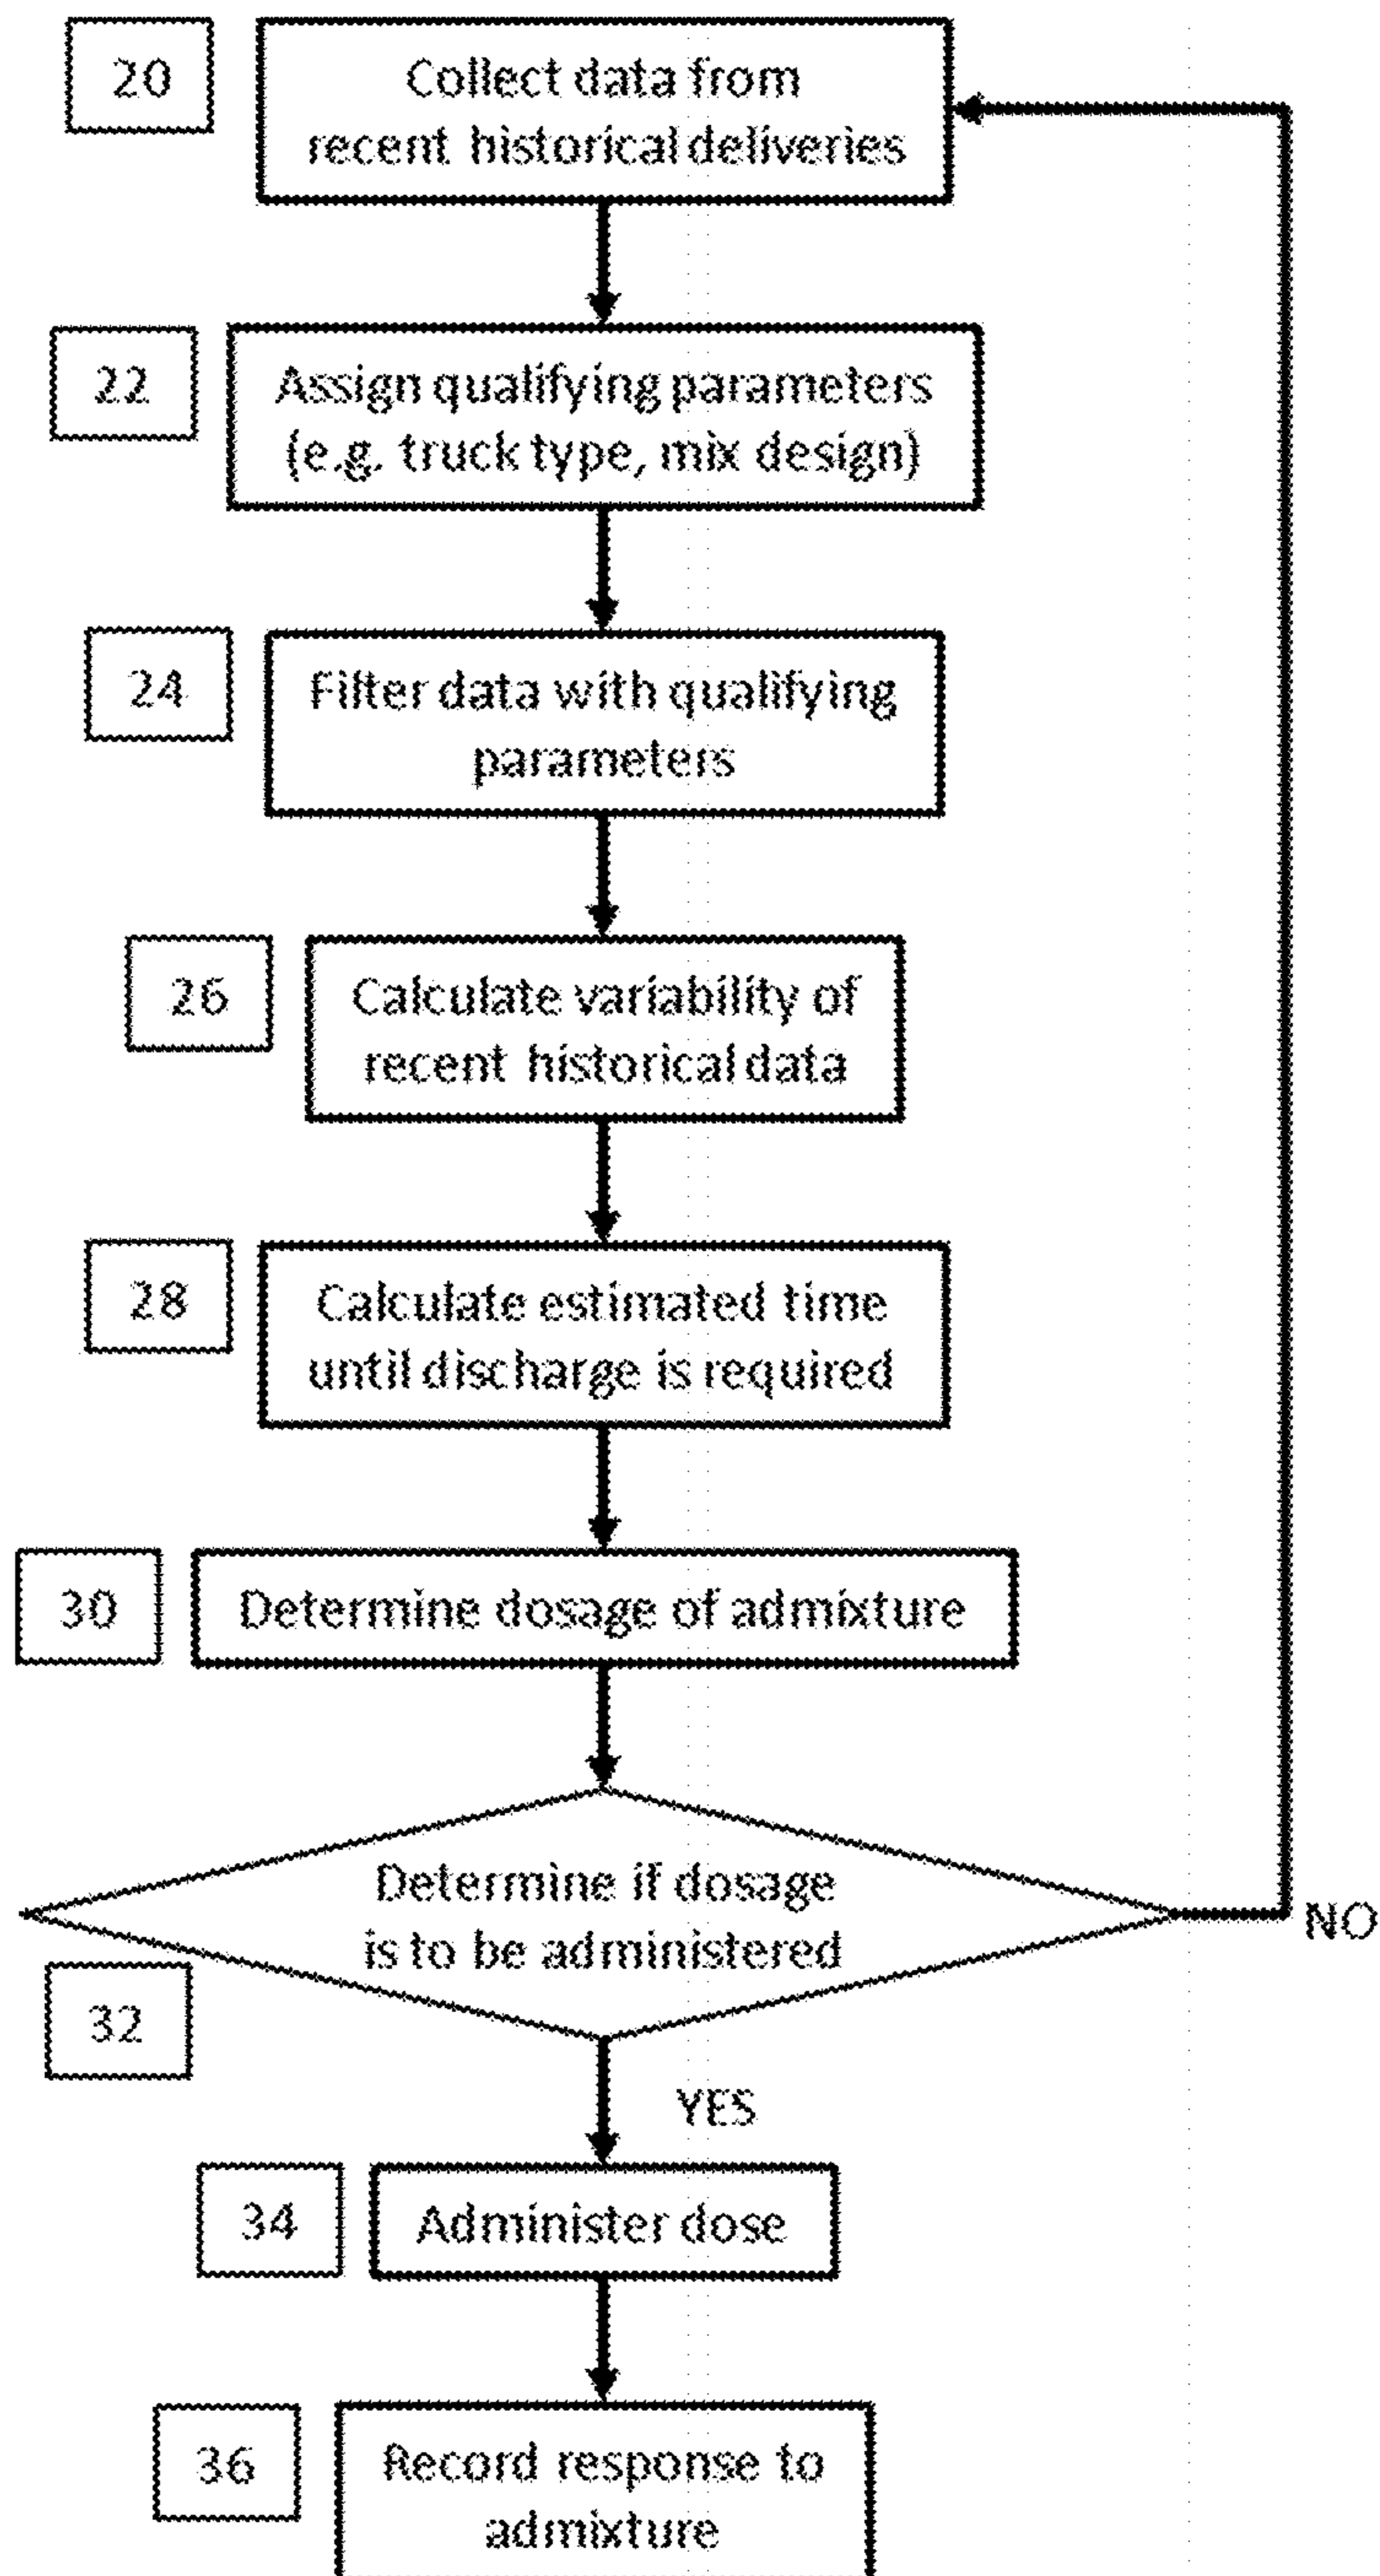 20
Collect data from
recent historical deliveries
22
Assign qualifying parameters
(e.g. truck type, mix design)
24
Filter data with qualifying
parameters
26
Calculate variability of
recent historical data
28
Calculate estimated time
until discharge is required
30
Determine dosage of admixture
Determine if dosage
is to be administered
NO
32
YES
34
Administer dose
36
Record response to
admixture